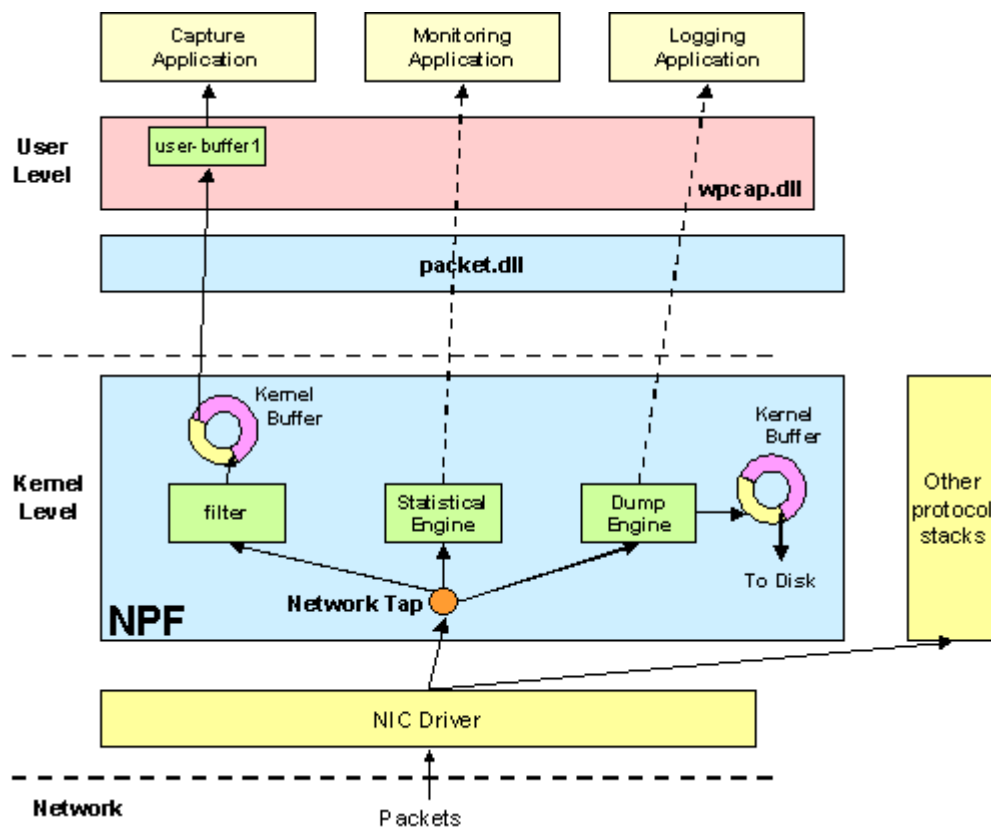 Capture
Application
Monitoring
Application
Logging
Application
User
Level
user-buffer1
wpcap.dll
packet.dll
Kernel
Level
Kernel
Buffer
Kernel
Buffer
filter
Statistical
Engine
Dump
Engine
To Disk
Network Tap
NPF
Other
protocol
stacks
NIC Driver
Network
Packets